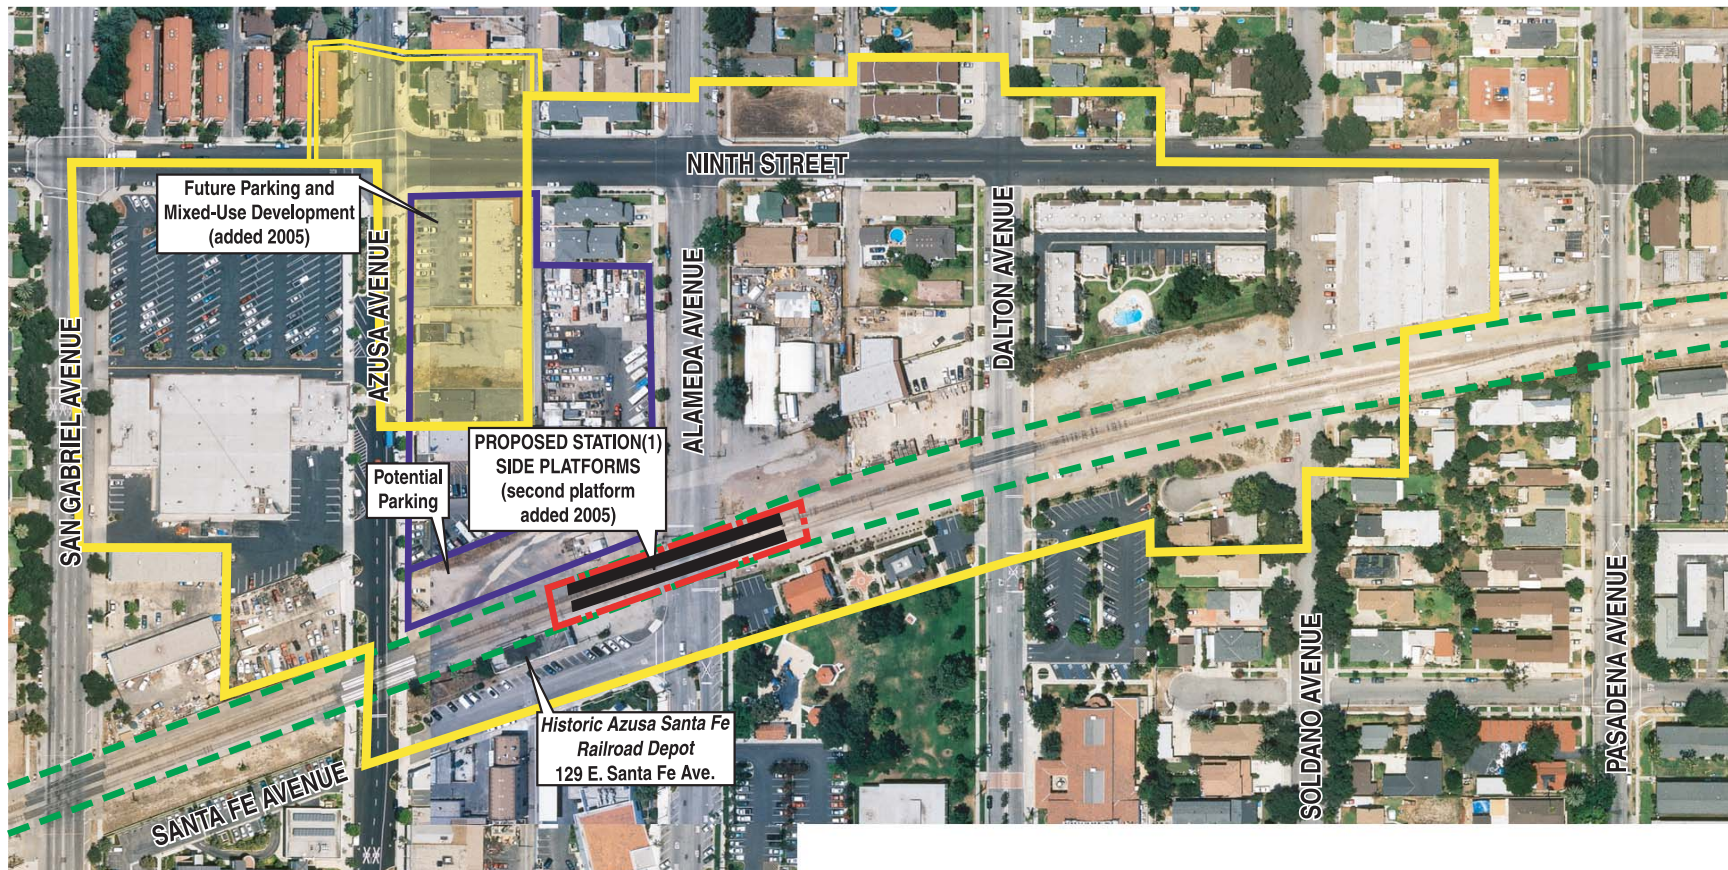 NINTH STREET
Future Parking and
Mixed-Use Development
(added 2005)
AZUSA AVENUE
SAN GABRIEL AVENUE
ALAMEDA AVENUE
DALTON AVENUE
PROPOSED STATION(1)
SIDE PLATFORMS
(second platform
added 2005)
Potential
Parking
Historic Azusa Santa Fe
Railroad Depot
129 E. Santa Fe Ave.
SANTA FE AVENUE
SOLDANO AVENUE
PASADENA AVENUE